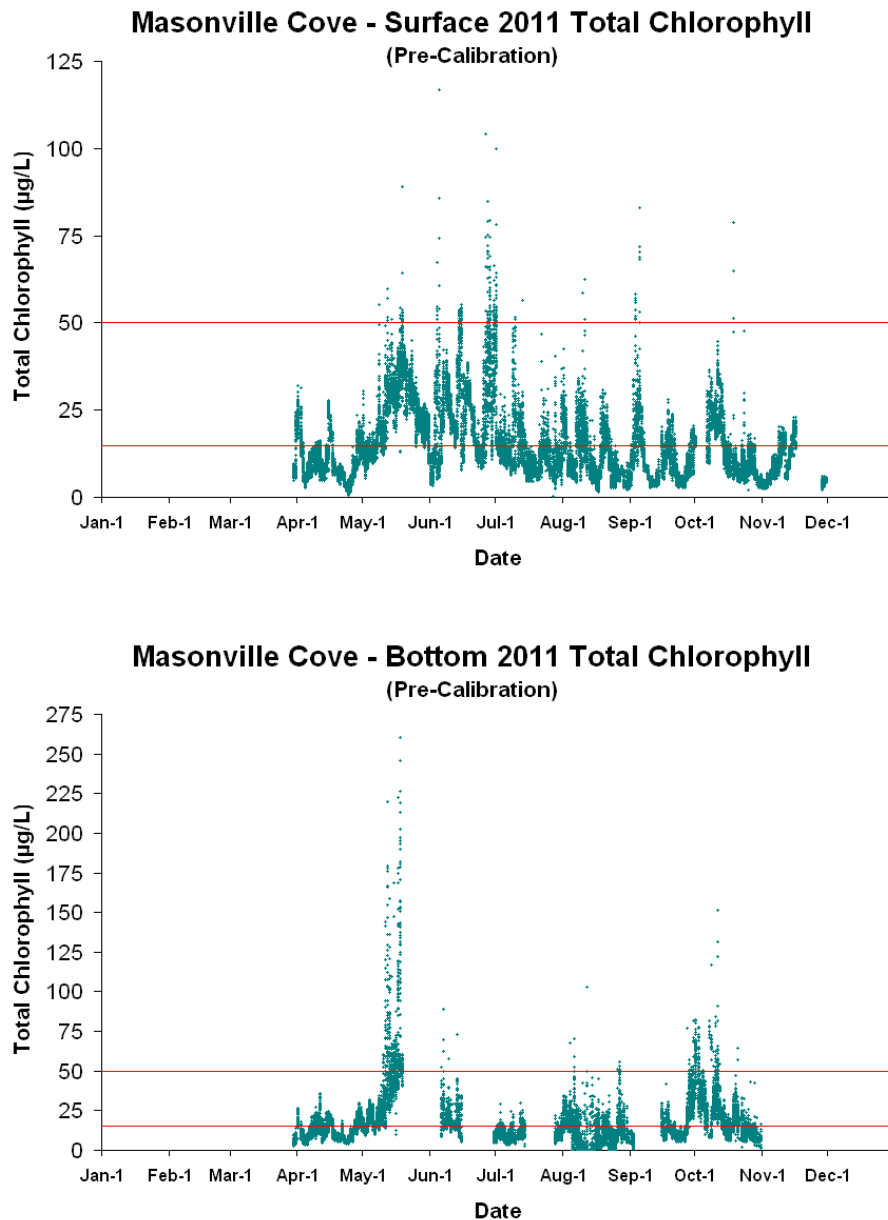 Masonville Cove - Surface 2011 Total Chlorophyll
(Pre-Calibration)
Total Chlorophyll (µg/L)
125
100
75
50
25
0
Jan-1 Feb-1 Mar-1 Apr-1 May-1 Jun-1 Jul-1 Aug-1 Sep-1 Oct-1 Nov-1 Dec-1
Date
Masonville Cove - Bottom 2011 Total Chlorophyll
(Pre-Calibration)
Total Chlorophyll (µg/L)
275
250
225
200
175
150
125
100
75
50
25
0
Jan-1 Feb-1 Mar-1 Apr-1 May-1 Jun-1 Jul-1 Aug-1 Sep-1 Oct-1 Nov-1 Dec-1
Date